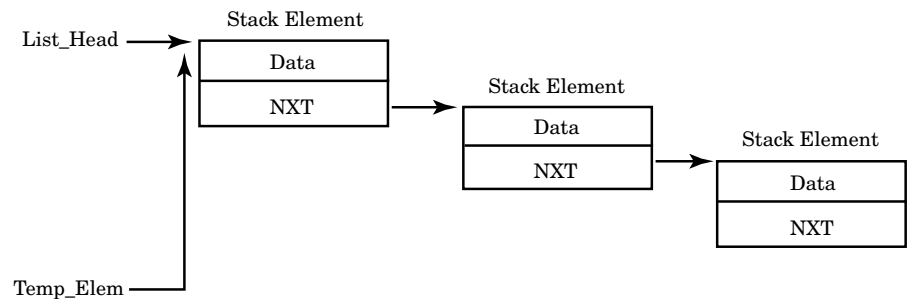 Stack Element
List_Head
Data
NXT
Stack Element
Data
NXT
Stack Element
Data
NXT
Temp_Elem